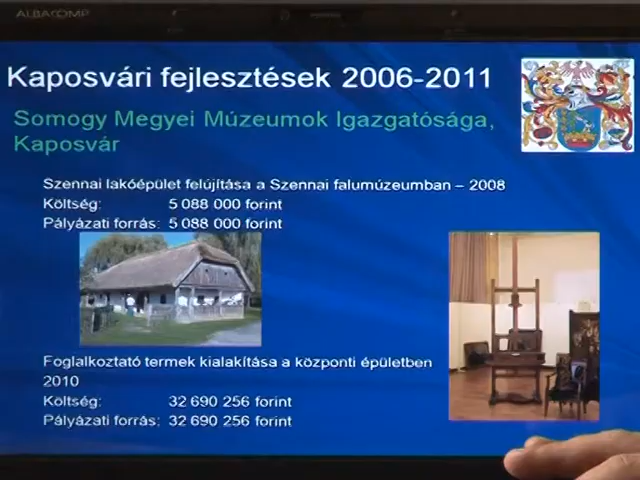 ALBACOMP
Kaposvári fejlesztések 2006-2011
Somogy Megyei Múzeumok Igazgatósága,
Kaposvár
Szennai lakóépület felújítása a Szennai falumúzeumban – 2008
Költség: 5 088 000 forint
Pályázati forrás: 5 088 000 forint
Foglalkoztató termek kialakítása a központi épületben
2010
Költség: 32 690 256 forint
Pályázati forrás: 32 690 256 forint